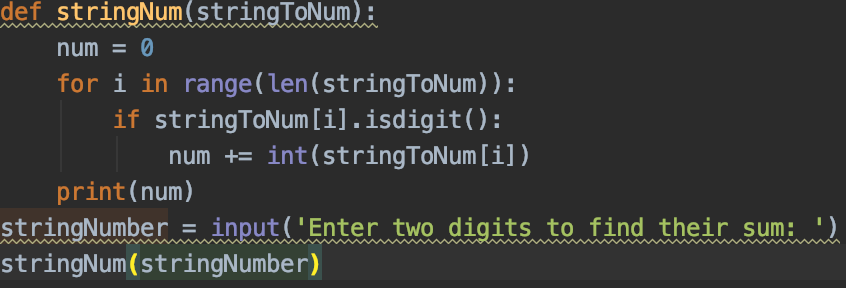 def stringNum(stringToNum):
    num = 0
    for i in range(len(stringToNum)):
        if stringToNum[i].isdigit():
            num += int(stringToNum[i])
    print(num)
stringNumber = input('Enter two digits to find their sum: ')
stringNum(stringNumber)